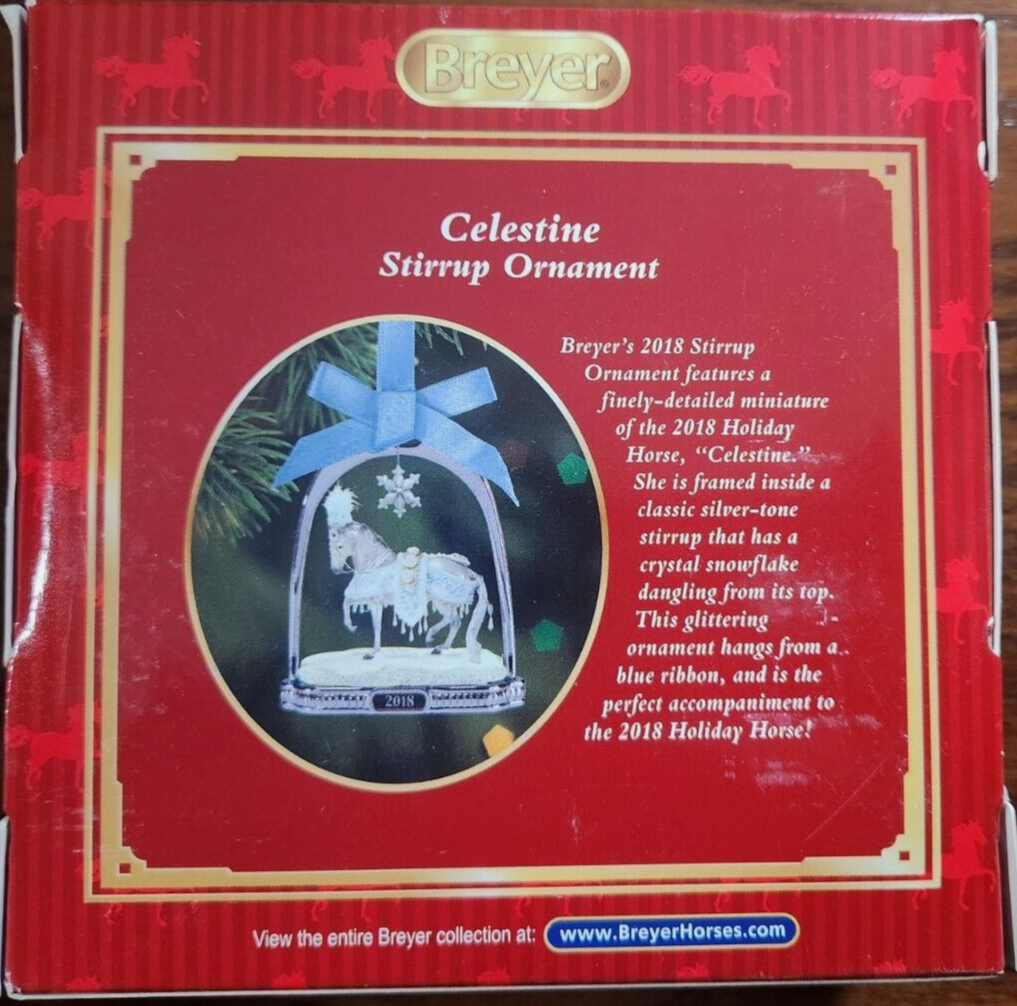 Breyer®
Celestine
Stirrup Ornament
Breyer's 2018 Stirrup
Ornament features a
finely-detailed miniature
of the 2018 Holiday
Horse, "Celestine."
She is framed inside a
classic silver-tone
stirrup that has a
crystal snowflake
dangling from its top.
This glittering
ornament hangs from a
blue ribbon, and is the
perfect accompaniment to
the 2018 Holiday Horse!
2018
View the entire Breyer collection at: www.BreyerHorses.com